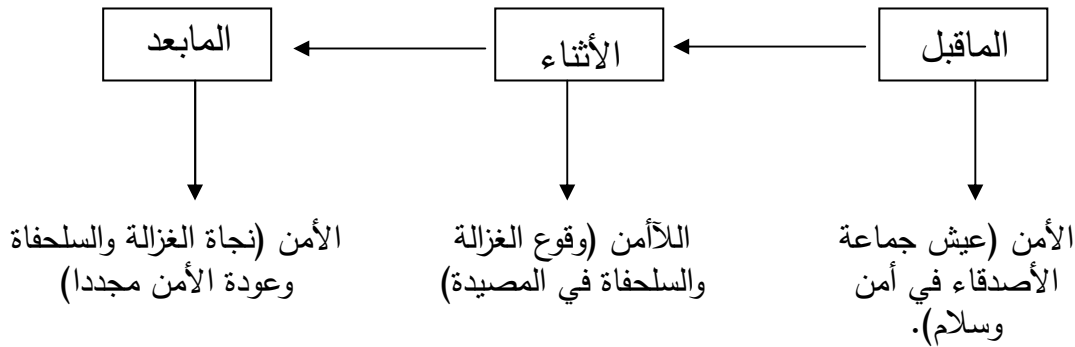 الماقبل
الأثناء
المابعد
الأمن (عيش جماعة
الأصدقاء في أمن
وسلام).
اللاأمن (وقوع الغزالة
والسلحفاة في المصيدة)
الأمن (نجاة الغزالة والسلحفاة
وعودة الأمن مجددا)